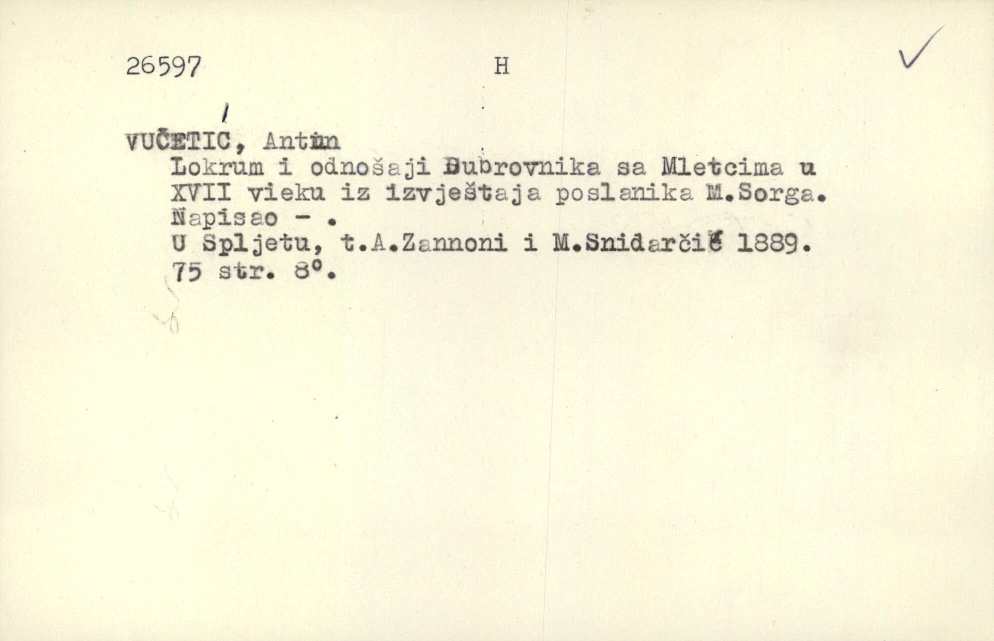 26597 H
VUČETIĆ, Antun
Lokrum i odnošaji Dubrovnika sa Mletcima u
XVII vieku iz izvještaja poslanika M.Sorga.
Napisao - .
U Spljetu, t.A.Zannoni i M.Snidarčić 1889.
75 str. 8°.